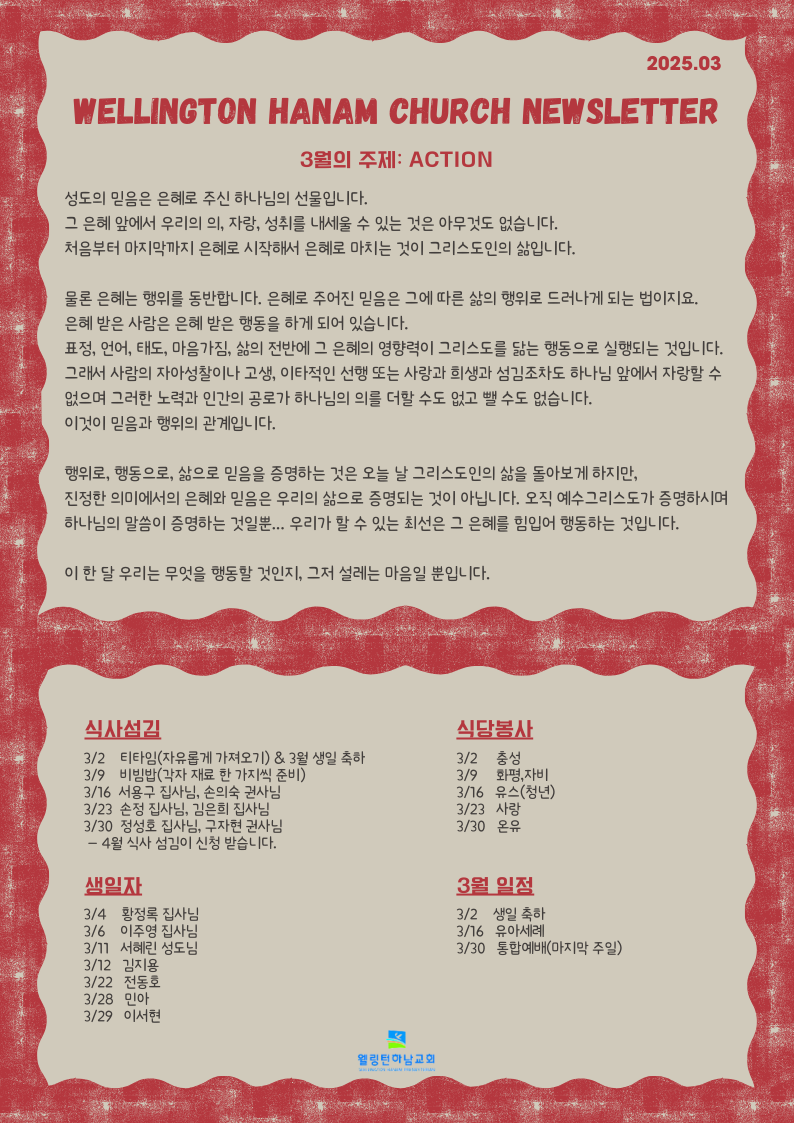 2025.03
WELLINGTON HANAM CHURCH NEWSLETTER
3월의 주제: ACTION
성도의 믿음은 은혜로 주신 하나님의 선물입니다.
그 은혜 앞에서 우리의 의, 자랑, 성취를 내세울 수 있는 것은 아무것도 없습니다.
처음부터 마지막까지 은혜로 시작해서 은혜로 마치는 것이 그리스도인의 삶입니다.
물론 은혜는 행위를 동반합니다. 은혜로 주어진 믿음은 그에 따른 삶의 행위로 드러나게 되는 법이지요.
은혜 받은 사람은 은혜 받은 행동을 하게 되어 있습니다.
표정, 언어, 태도, 마음가짐, 삶의 전반에 그 은혜의 영향력이 그리스도를 닮는 행동으로 실행되는 것입니다.
그래서 사람의 자아성찰이나 고생, 이타적인 선행 또는 사랑과 희생과 섬김조차도 하나님 앞에서 자랑할 수
없으며 그러한 노력과 인간의 공로가 하나님의 의를 더할 수도 없고 뺄 수도 없습니다.
이것이 믿음과 행위의 관계입니다.
행위로, 행동으로, 삶으로 믿음을 증명하는 것은 오늘 날 그리스도인의 삶을 돌아보게 하지만,
진정한 의미에서의 은혜와 믿음은 우리의 삶으로 증명되는 것이 아닙니다. 오직 예수그리스도가 증명하시며
하나님의 말씀이 증명하는 것일뿐... 우리가 할 수 있는 최선은 그 은혜를 힘입어 행동하는 것입니다.
이 한 달 우리는 무엇을 행동할 것인지, 그저 설레는 마음일 뿐입니다.
식사섬김
3/2 티타임(자유롭게 가져오기) & 3월 생일 축하
3/9 비빔밥(각자 재료 한 가지씩 준비)
3/16 서용구 집사님, 손의숙 권사님
3/23 손정 집사님, 김은희 집사님
3/30 정성호 집사님, 구자현 권사님
- 4월 식사 섬김이 신청 받습니다.
식당봉사
3/2 충성
3/9 화평,자비
3/16 유스(청년)
3/23 사랑
3/30 온유
생일자
3/4 황정록 집사님
3/6 이주영 집사님
3/11 서혜린 성도님
3/12 김지용
3/22 전동호
3/28 민아
3/29 이서현
3월 일정
3/2 생일 축하
3/16 유아세례
3/30 통합예배(마지막 주일)
웰링턴하남교회